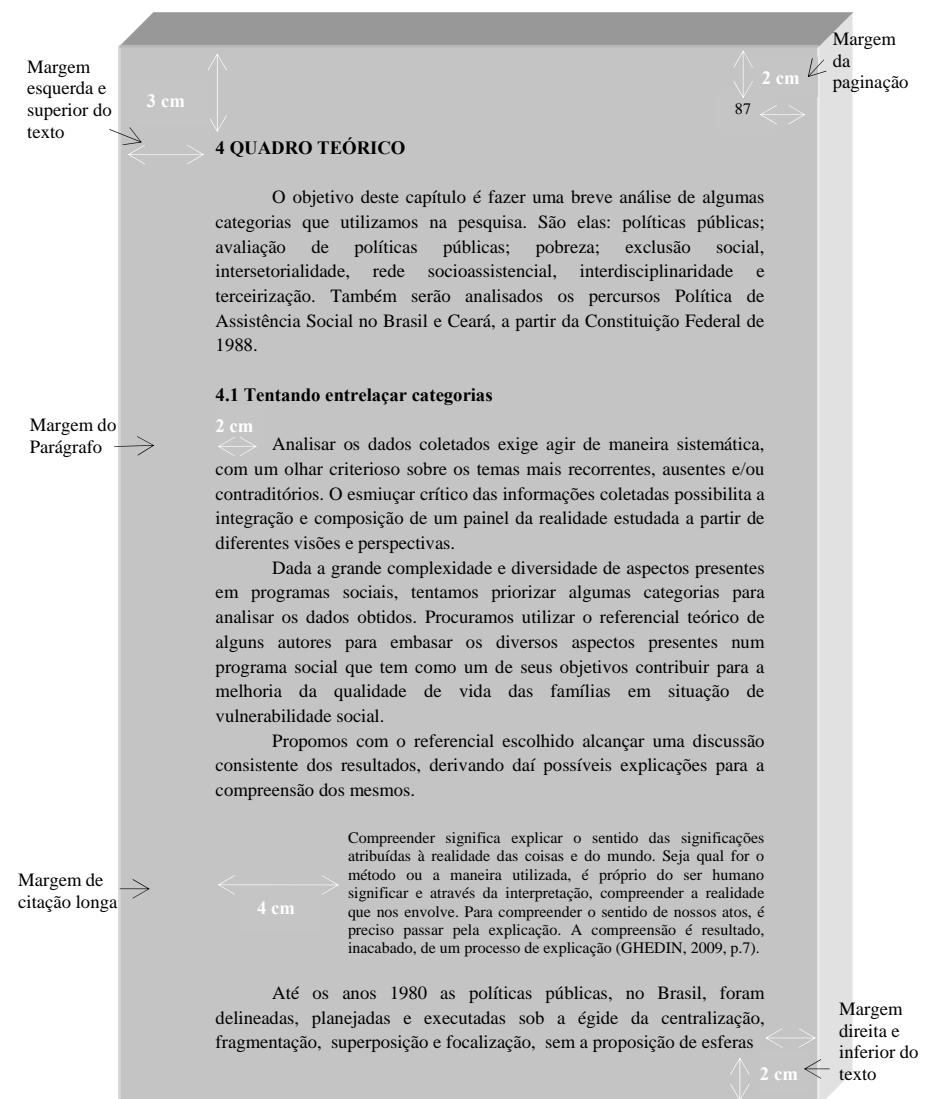 Margem
esquerda e
superior do
texto
3 cm
2 cm
Margem
da
paginação
87
4 QUADRO TEÓRICO
O objetivo deste capítulo é fazer uma breve análise de algumas
categorias que utilizamos na pesquisa. São elas: políticas públicas;
avaliação de políticas públicas; pobreza; exclusão social,
intersetorialidade, rede socioassistencial, interdisciplinaridade e
terceirização. Também serão analisados os percursos Política de
Assistência Social no Brasil e Ceará, a partir da Constituição Federal de
1988.
4.1 Tentando entrelaçar categorias
Margem do
Parágrafo
2 cm
Analisar os dados coletados exige agir de maneira sistemática,
com um olhar criterioso sobre os temas mais recorrentes, ausentes e/ou
contraditórios. O esmiuçar crítico das informações coletadas possibilita a
integração e composição de um painel da realidade estudada a partir de
diferentes visões e perspectivas.
Dada a grande complexidade e diversidade de aspectos presentes
em programas sociais, tentamos priorizar algumas categorias para
analisar os dados obtidos. Procuramos utilizar o referencial teórico de
alguns autores para embasar os diversos aspectos presentes num
programa social que tem como um de seus objetivos contribuir para a
melhoria da qualidade de vida das famílias em situação de
vulnerabilidade social.
Propomos com o referencial escolhido alcançar uma discussão
consistente dos resultados, derivando daí possíveis explicações para a
compreensão dos mesmos.
Margem de
citação longa
4 cm
Compreender significa explicar o sentido das significações
atribuídas à realidade das coisas e do mundo. Seja qual for o
método ou a maneira utilizada, é próprio do ser humano
significar e através da interpretação, compreender a realidade
que nos envolve. Para compreender o sentido de nossos atos, é
preciso passar pela explicação. A compreensão é resultado,
inacabado, de um processo de explicação (GHEDIN, 2009, p.7).
Até os anos 1980 as políticas públicas, no Brasil, foram
delineadas, planejadas e executadas sob a égide da centralização,
fragmentação, superposição e focalização, sem a proposição de esferas
2 cm
Margem
direita e
inferior do
texto